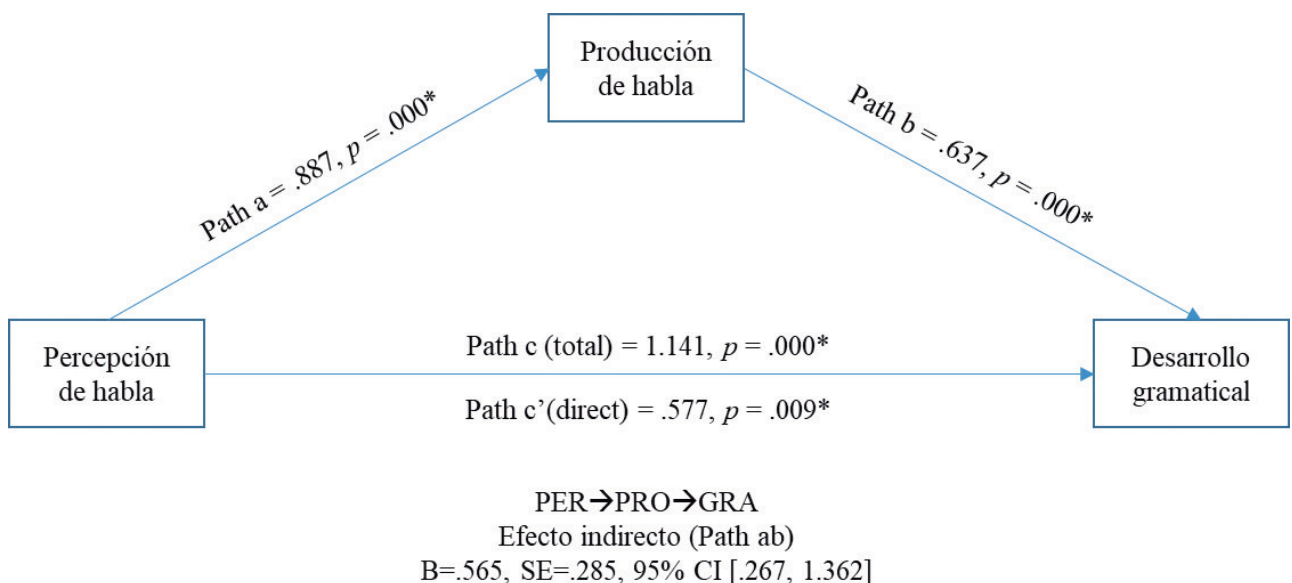 Producción
de habla
Path a = .887, p = .000*
Path b = .637, p = .000*
Percepción
de habla
Path c (total) = 1.141, p = .000*
Path c’(direct) = .577, p = .009*
Desarrollo
gramatical
PER→PRO→GRA
Efecto indirecto (Path ab)
B=.565, SE=.285, 95% CI [.267, 1.362]